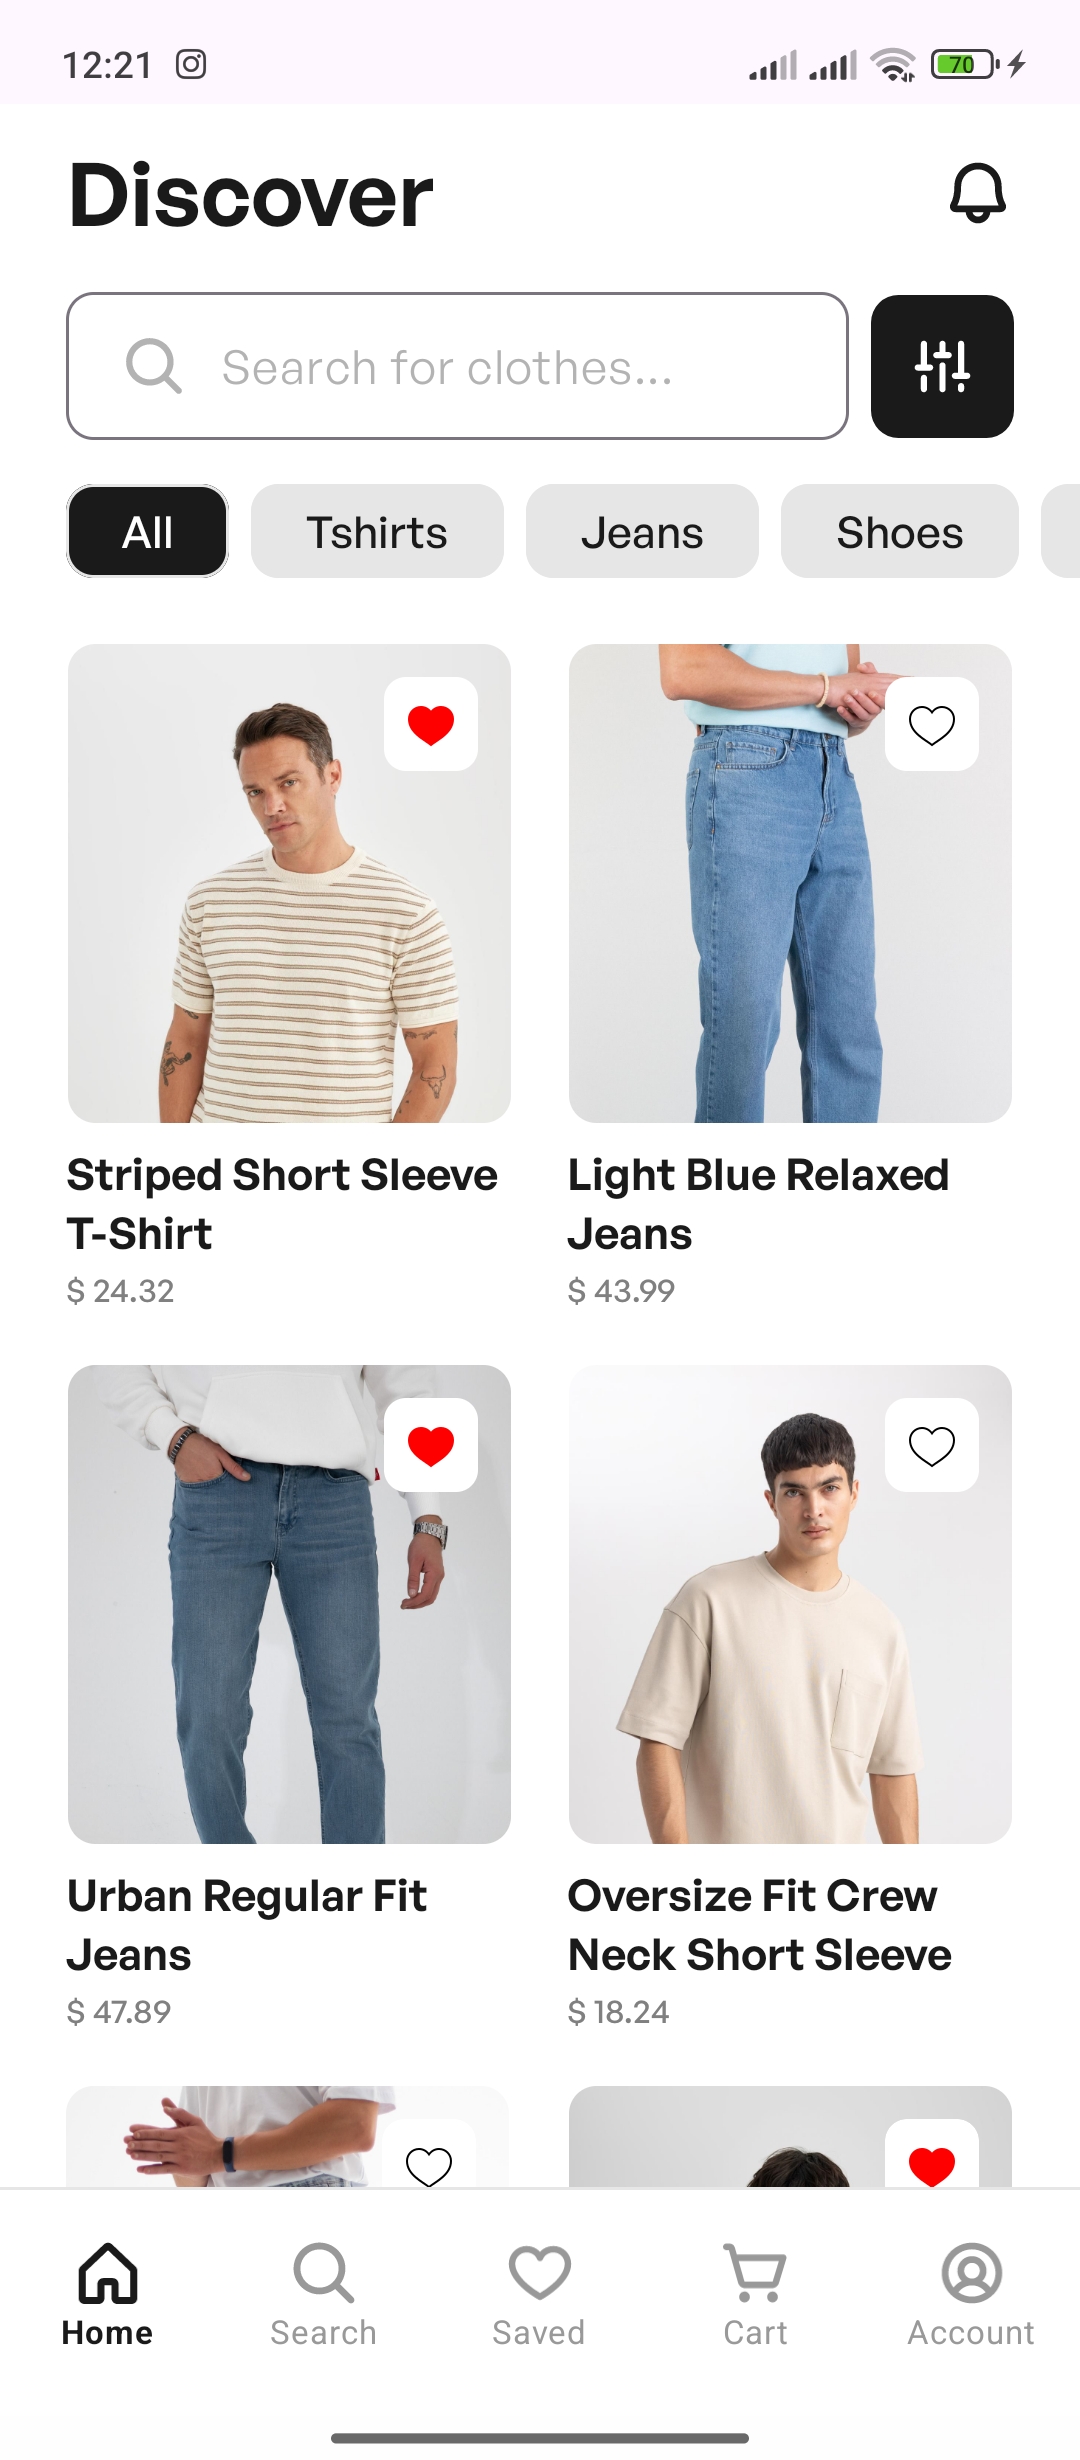 12:21
70
Discover
Search for clothes...
All Tshirts Jeans Shoes
Striped Short Sleeve
T-Shirt
$ 24.32
Light Blue Relaxed
Jeans
$ 43.99
Urban Regular Fit
Jeans
$ 47.89
Oversize Fit Crew
Neck Short Sleeve
$ 18.24
Home Search Saved Cart Account